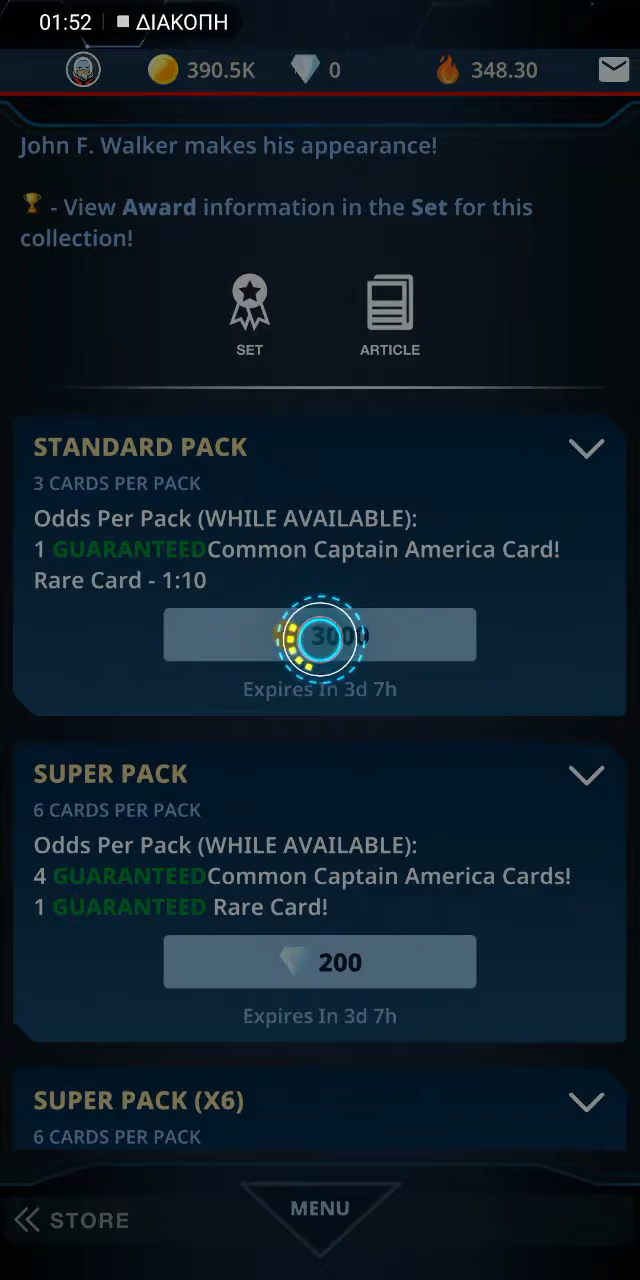 01:52 ΔΙΑΚΟΠΗ
390.5K 0 348.30
John F. Walker makes his appearance!
- View Award information in the Set for this
collection!
SET ARTICLE
STANDARD PACK
3 CARDS PER PACK
Odds Per Pack (WHILE AVAILABLE):
1 GUARANTEEDCommon Captain America Card!
Rare Card - 1:10
3000
Expires In 3d 7h
SUPER PACK
6 CARDS PER PACK
Odds Per Pack (WHILE AVAILABLE):
4 GUARANTEEDCommon Captain America Cards!
1 GUARANTEED Rare Card!
200
Expires In 3d 7h
SUPER PACK (X6)
6 CARDS PER PACK
STORE
MENU